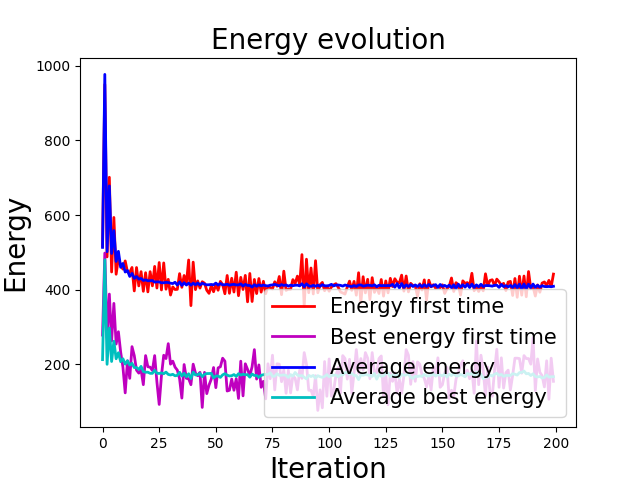 Energy evolution
1000
800
600
400
200
Energy
Energy first time
Best energy first time
Average energy
Average best energy
0
25
50
75
100
125
150
175
200
Iteration